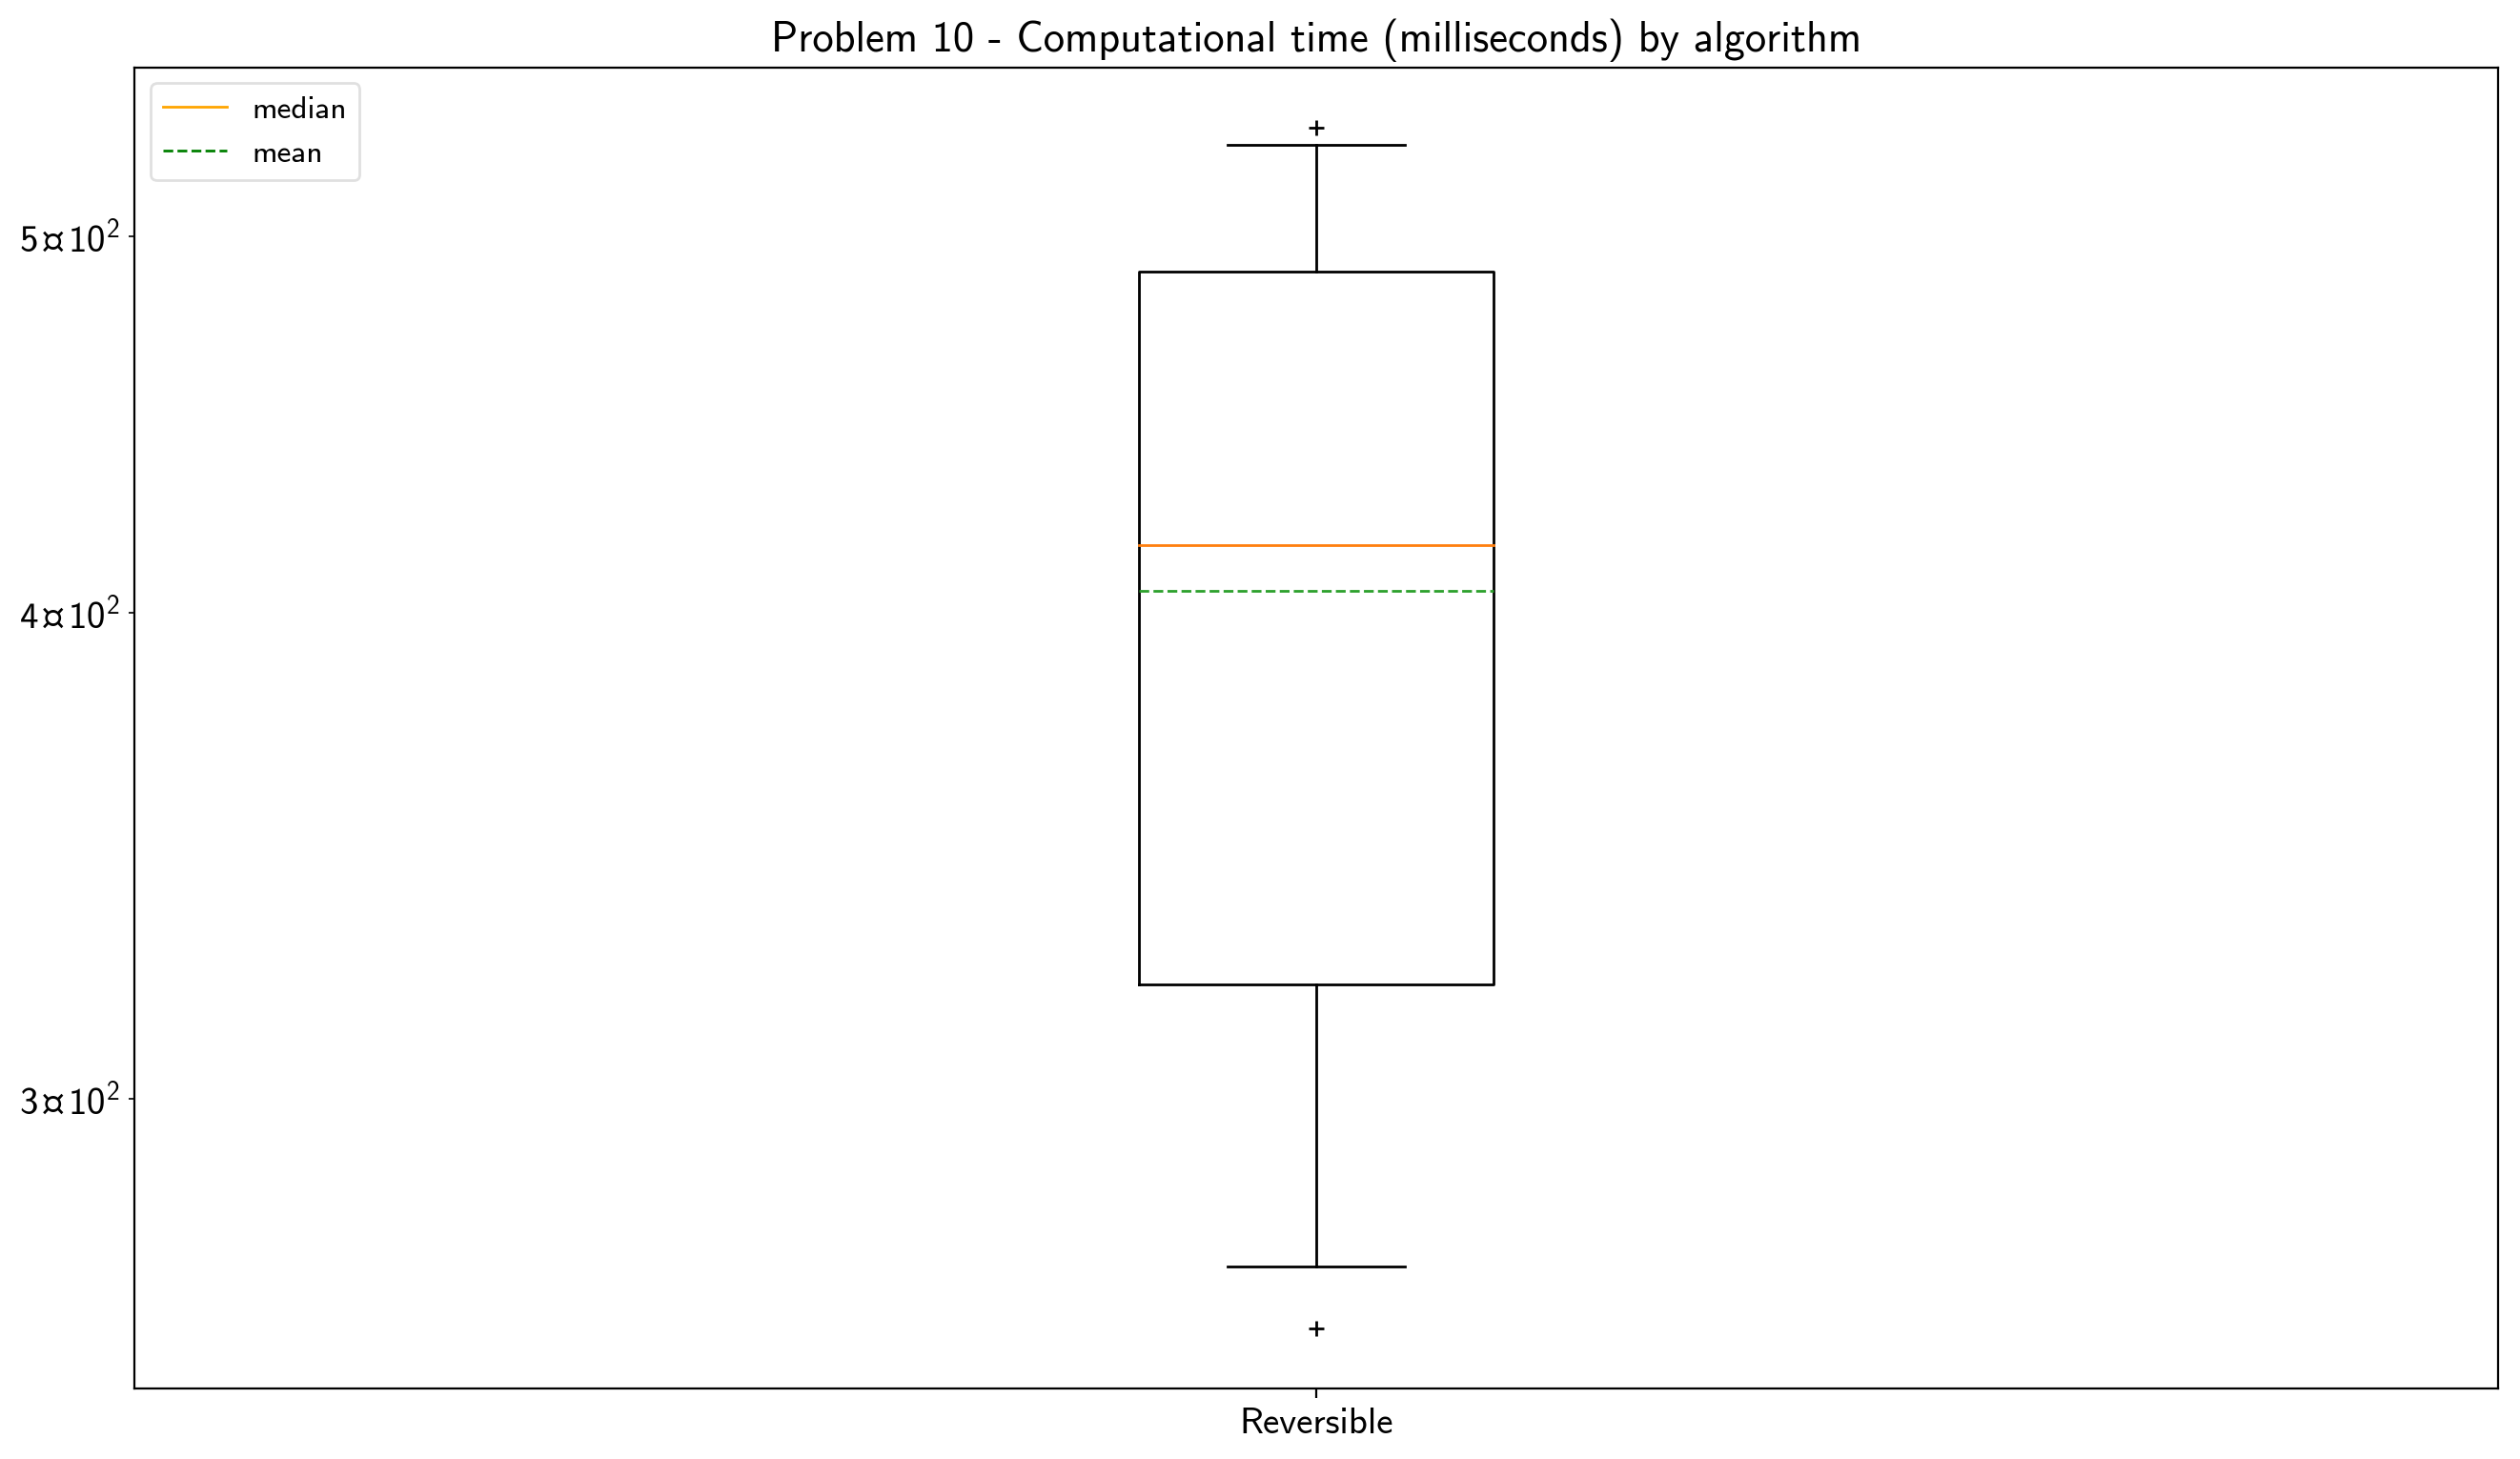 Problem 10 - Computational time (milliseconds) by algorithm
median
mean
5¤10²
4¤10²
3¤10²
Reversible